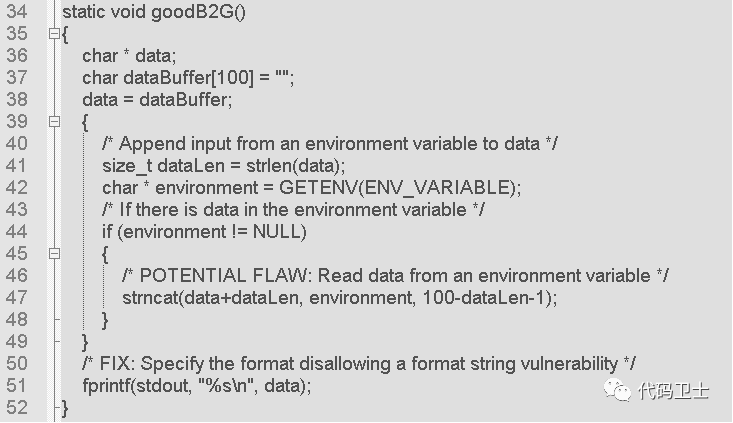 34 static void goodB2G()
35 {
36 char * data;
37 char dataBuffer[100] = "";
38 data = dataBuffer;
39 {
40 /* Append input from an environment variable to data */
41 size_t dataLen = strlen(data);
42 char * environment = GETENV(ENV_VARIABLE);
43 /* If there is data in the environment variable */
44 if (environment != NULL)
45 {
46 /* POTENTIAL FLAW: Read data from an environment variable */
47 strncat(data+dataLen, environment, 100-dataLen-1);
48 }
49 }
50 /* FIX: Specify the format disallowing a format string vulnerability */
51 fprintf(stdout, "%s\n", data);
52 }
代码卫士